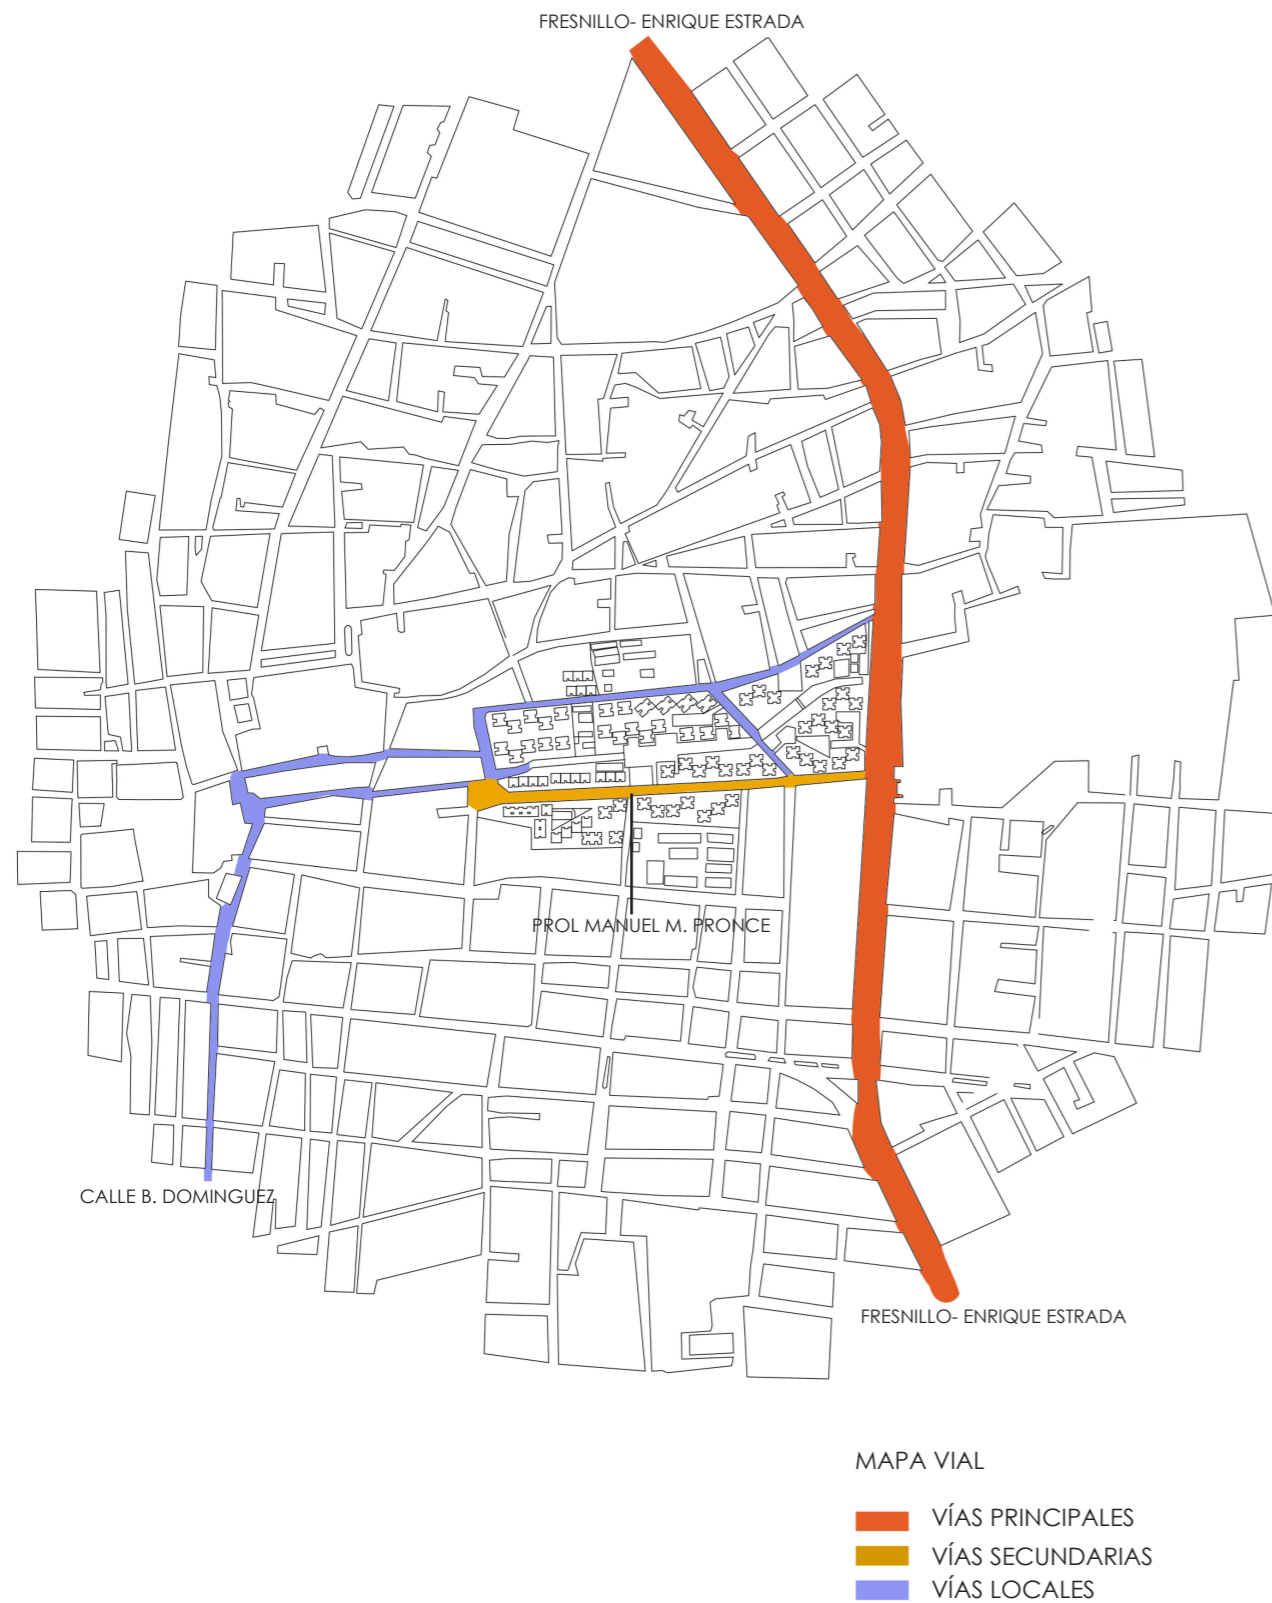 FRESNILLO- ENRIQUE ESTRADA
PROL MANUEL M. PRONCE
CALLE B. DOMINGUEZ
FRESNILLO- ENRIQUE ESTRADA
MAPA VIAL
VÍAS PRINCIPALES
VÍAS SECUNDARIAS
VÍAS LOCALES